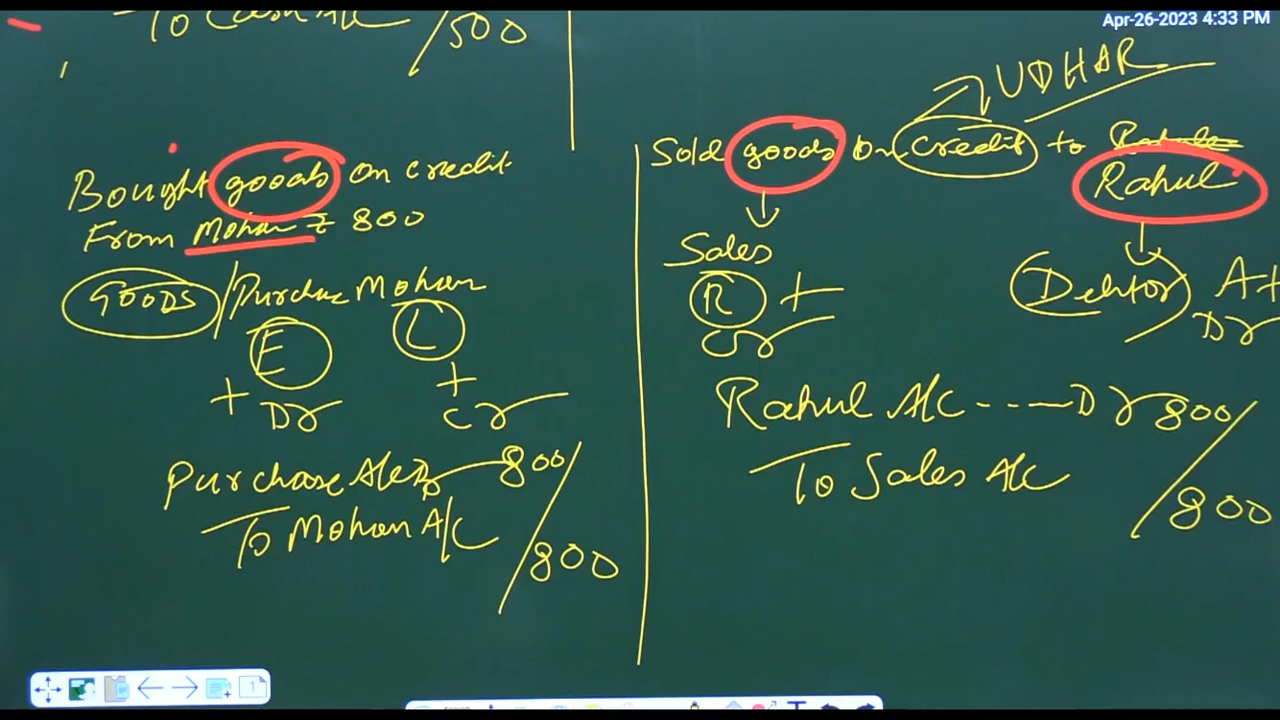 Apr-26-2023 4:33 PM
To Cash A/c
/500
Bought goods on credit
From Mohan ₹ 800
GOODS / Purchase Mohan
E L
+ +
Dr Cr
Purchase A/c Dr 800/
To Mohan A/c
/800
UDHAR
Sold goods on credit to
Rahul
Sales
R +
Cr
Debtor A+
Dr
Rahul A/c ---- Dr 800/
To Sales A/c
/800
1